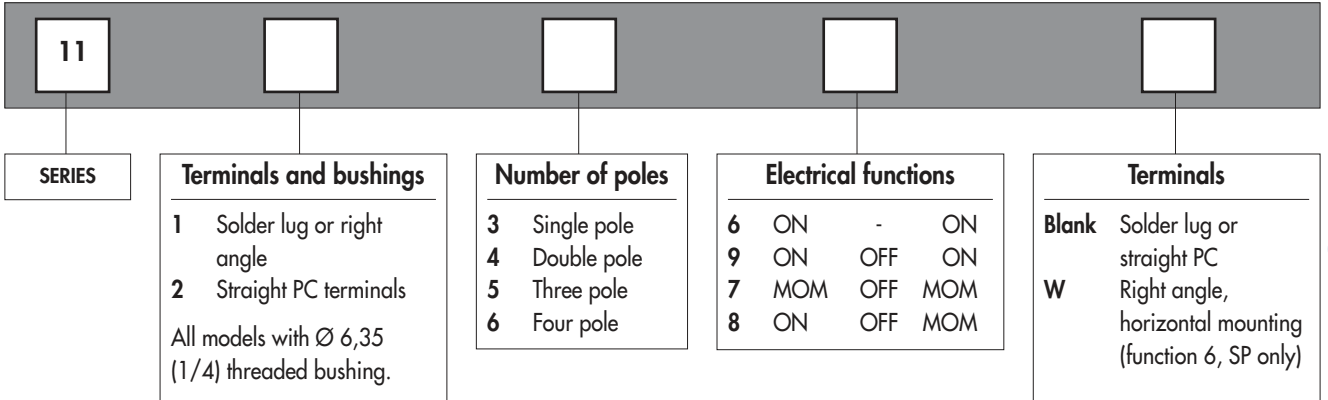 11
SERIES
Terminals and bushings
1 Solder lug or right
angle
2 Straight PC terminals
All models with Ø 6,35
(1/4) threaded bushing.
Number of poles
3 Single pole
4 Double pole
5 Three pole
6 Four pole
Electrical functions
6 ON - ON
9 ON OFF ON
7 MOM OFF MOM
8 ON OFF MOM
Terminals
Blank Solder lug or
straight PC
W Right angle,
horizontal mounting
(function 6, SP only)